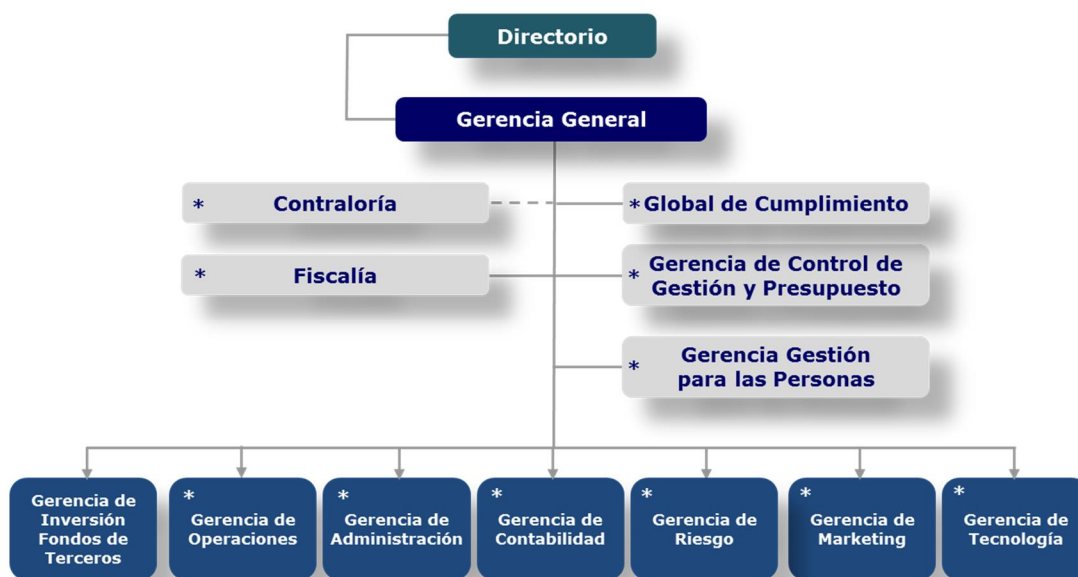 Directorio
Gerencia General
* Contraloría
* Global de Cumplimiento
* Fiscalía
* Gerencia de Control de
Gestión y Presupuesto
* Gerencia Gestión
para las Personas
Gerencia de
Inversión
Fondos de
Terceros
*
Gerencia de
Operaciones
*
Gerencia de
Administración
*
Gerencia de
Contabilidad
*
Gerencia de
Riesgo
*
Gerencia de
Marketing
*
Gerencia de
Tecnología